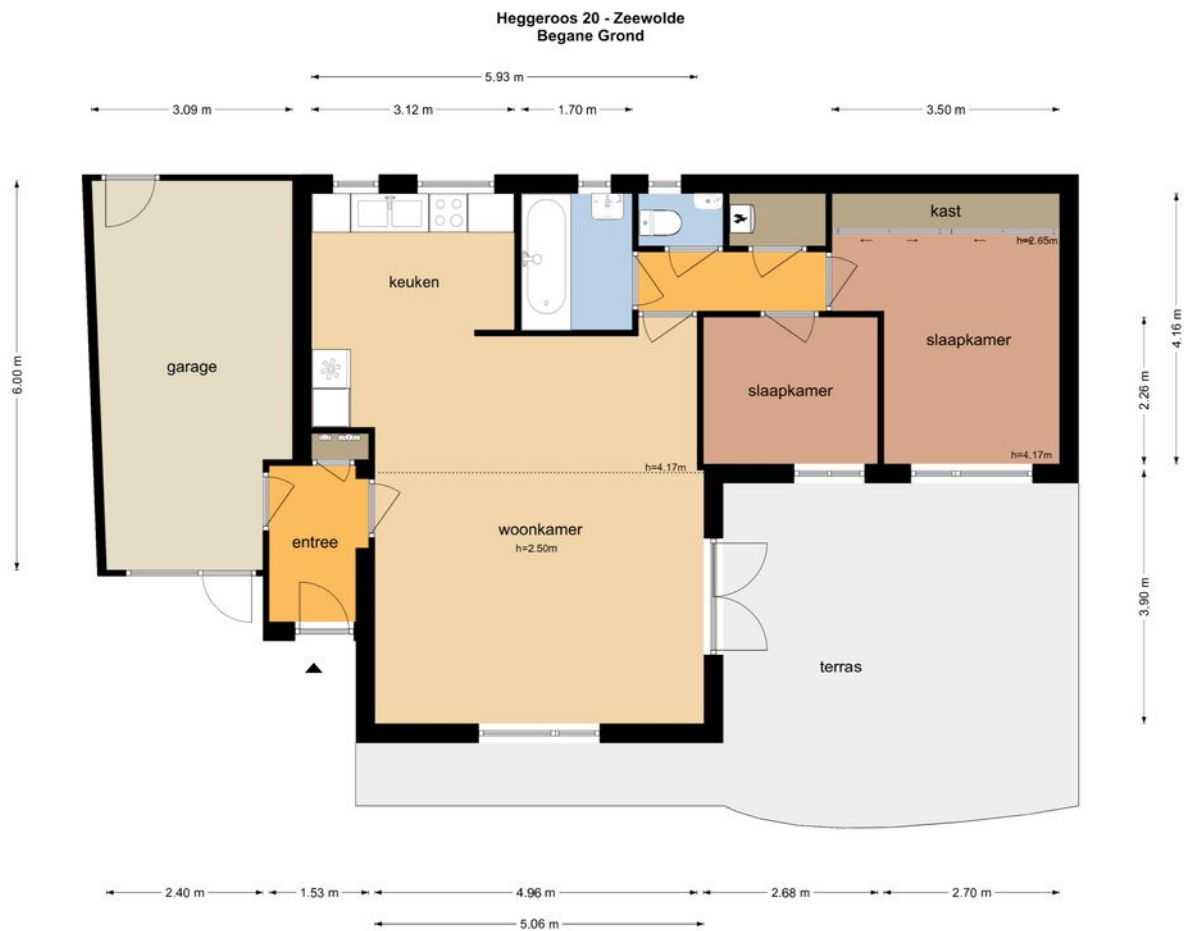 Heggeroos 20 - Zeewolde
Begane Grond
5.93 m
3.09 m
3.12 m
1.70 m
3.50 m
kast
h=2.65m
keuken
slaapkamer
4.16 m
garage
6.00 m
slaapkamer
2.26 m
h=4.17m
h=4.17m
woonkamer
h=2.50m
entree
3.90 m
terras
2.40 m
1.53 m
4.96 m
2.68 m
2.70 m
5.06 m